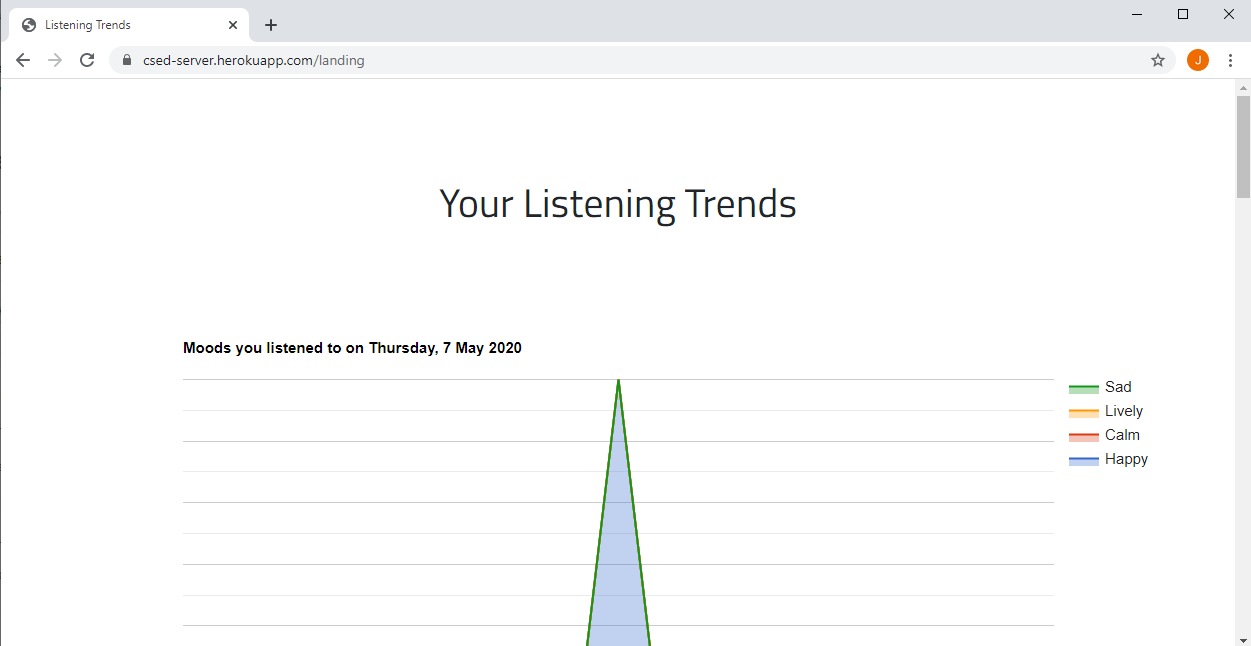 Listening Trends
csed-server.herokuapp.com/landing
J
Your Listening Trends
Moods you listened to on Thursday, 7 May 2020
Sad
Lively
Calm
Happy